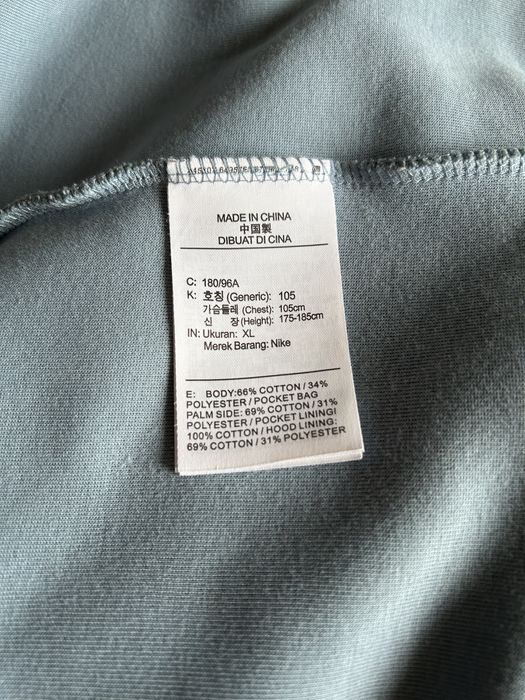 MADE IN CHINA
中国製
DIBUAT DI CINA
C: 180/96A
K: 호칭 (Generic): 105
가슴둘레 (Chest): 105cm
신 장 (Height): 175-185cm
IN: Ukuran: XL
Merek Barang: Nike
E: BODY:66% COTTON / 34%
POLYESTER / POCKET BAG
PALM SIDE: 69% COTTON / 31%
POLYESTER / POCKET LINING|
100% COTTON / HOOD LINING:
69% COTTON / 31% POLYESTER